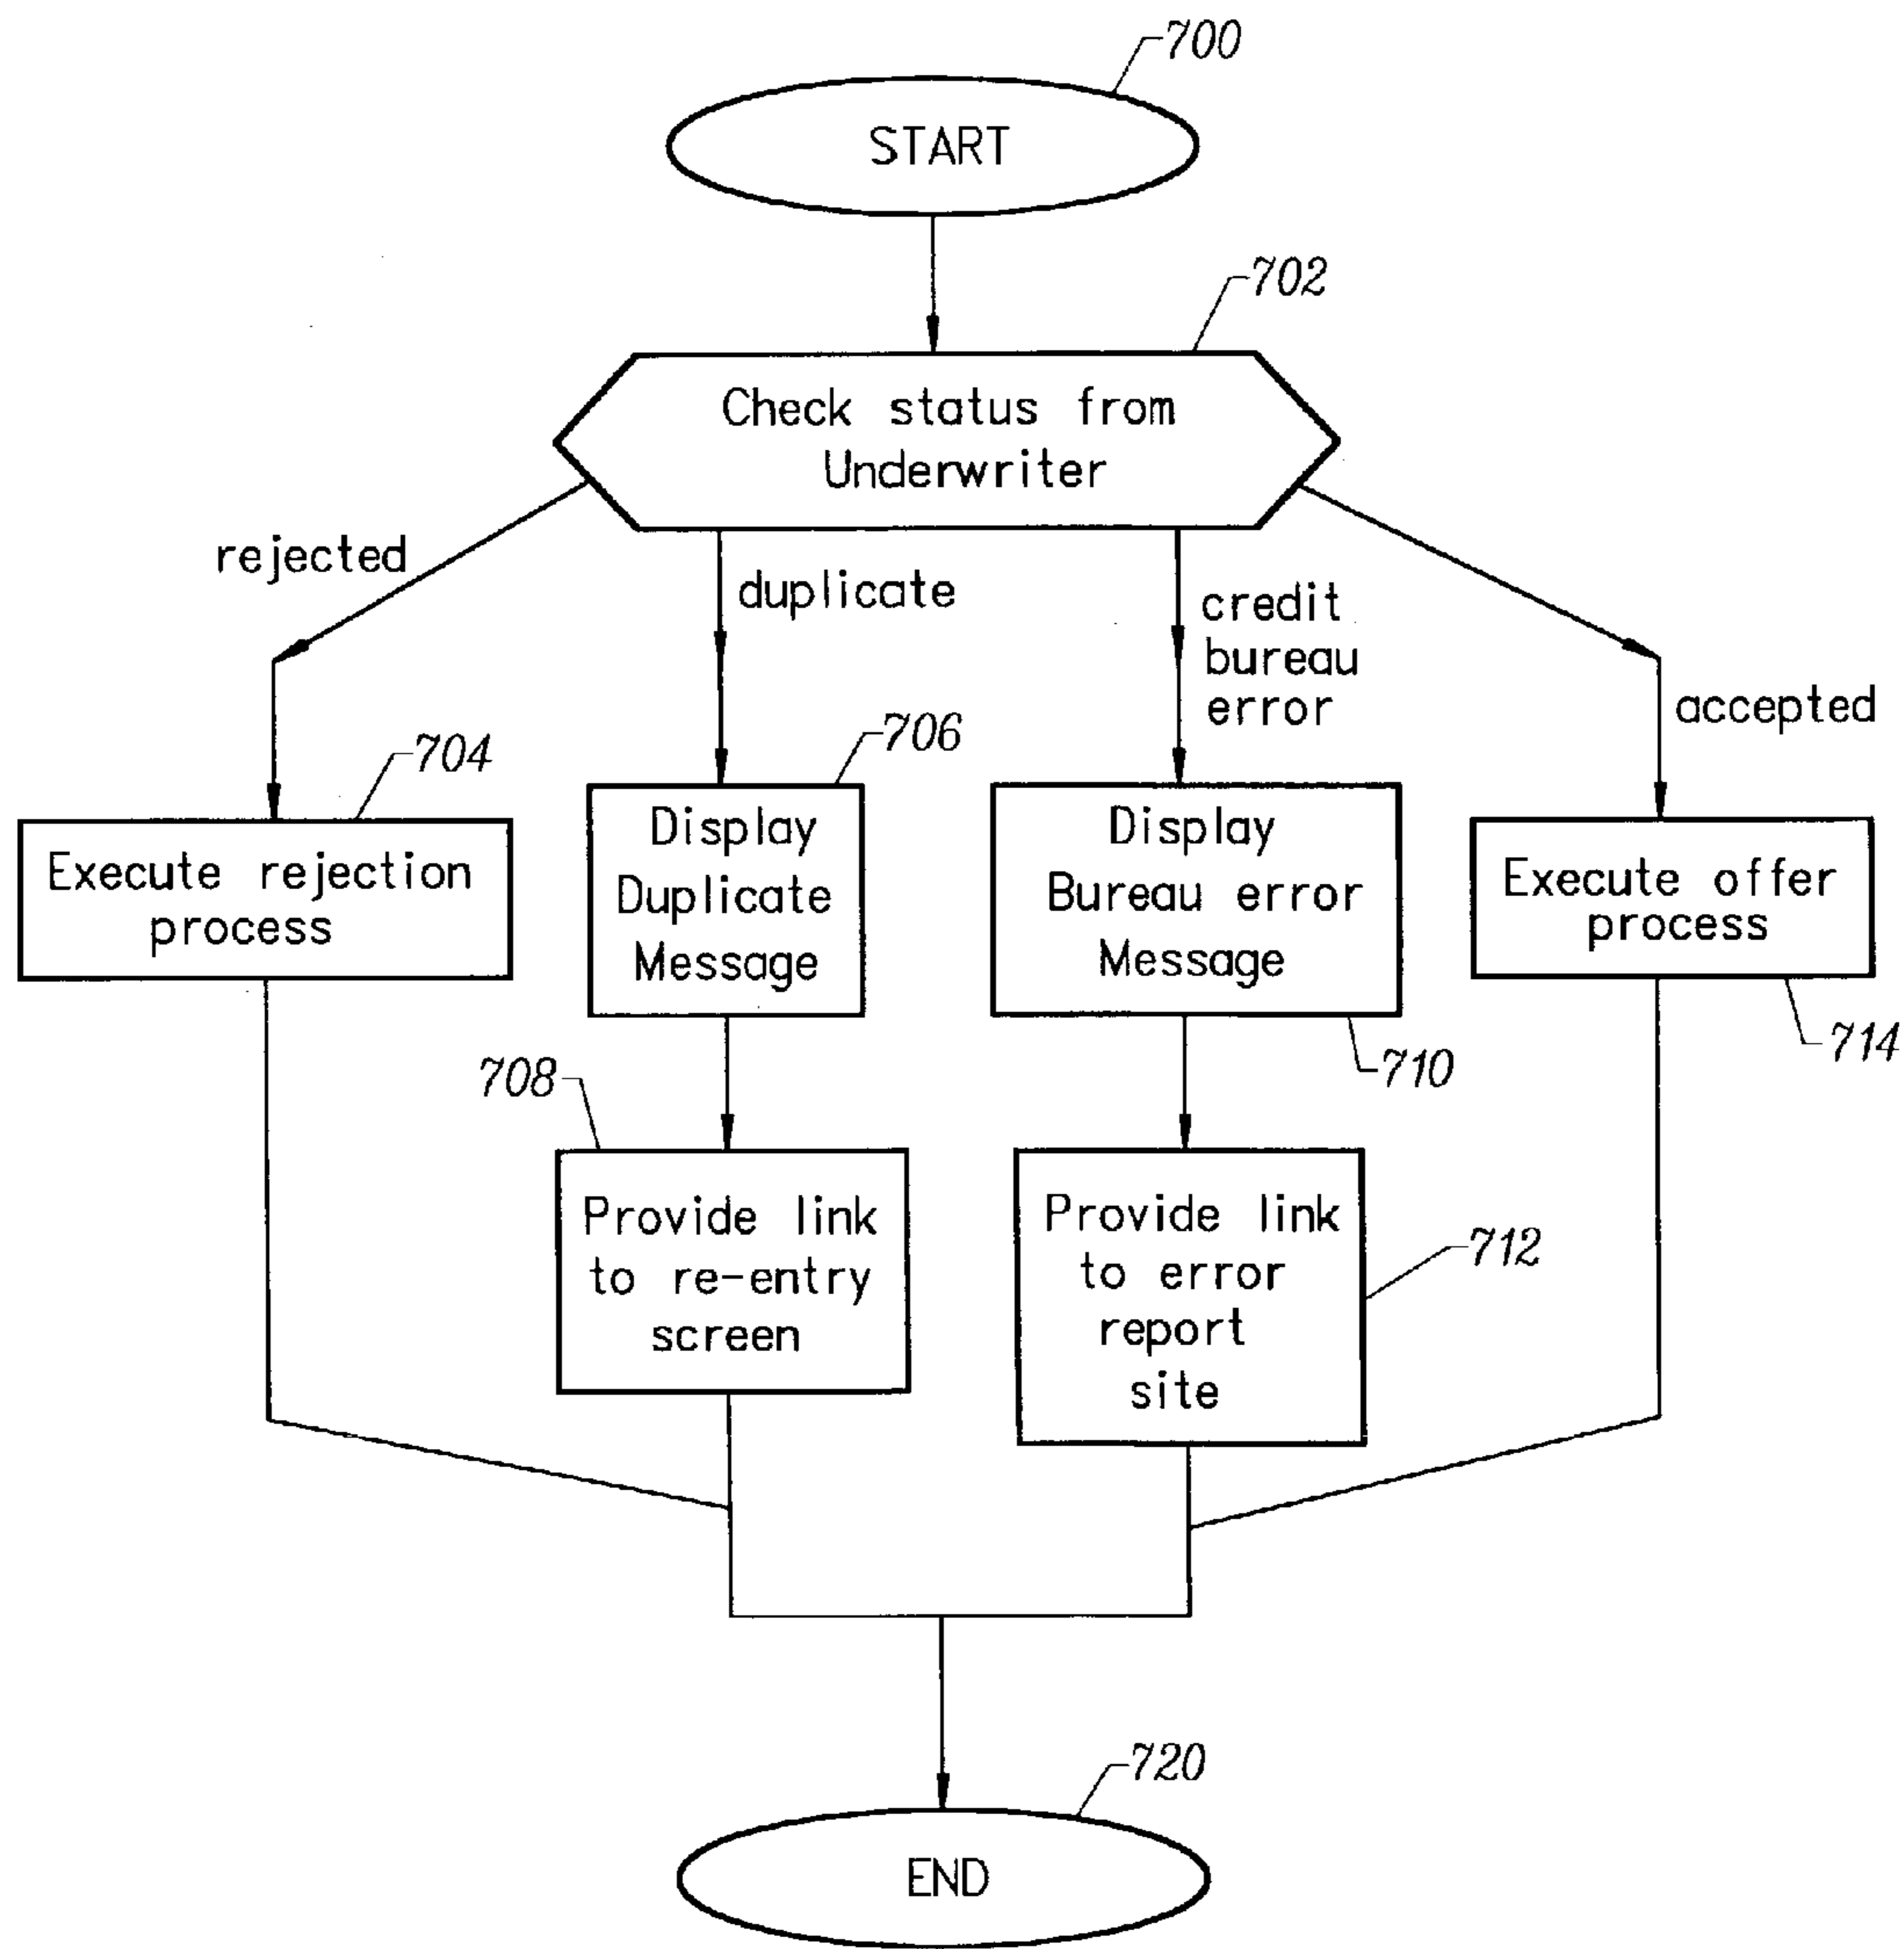 700
START
702
Check status from
Underwriter
rejected
duplicate
credit
bureau
error
accepted
704
706
Execute rejection
process
Display
Duplicate
Message
Display
Bureau error
Message
Execute offer
process
708
710
714
Provide link
to re-entry
screen
Provide link
to error
report
site
712
720
END